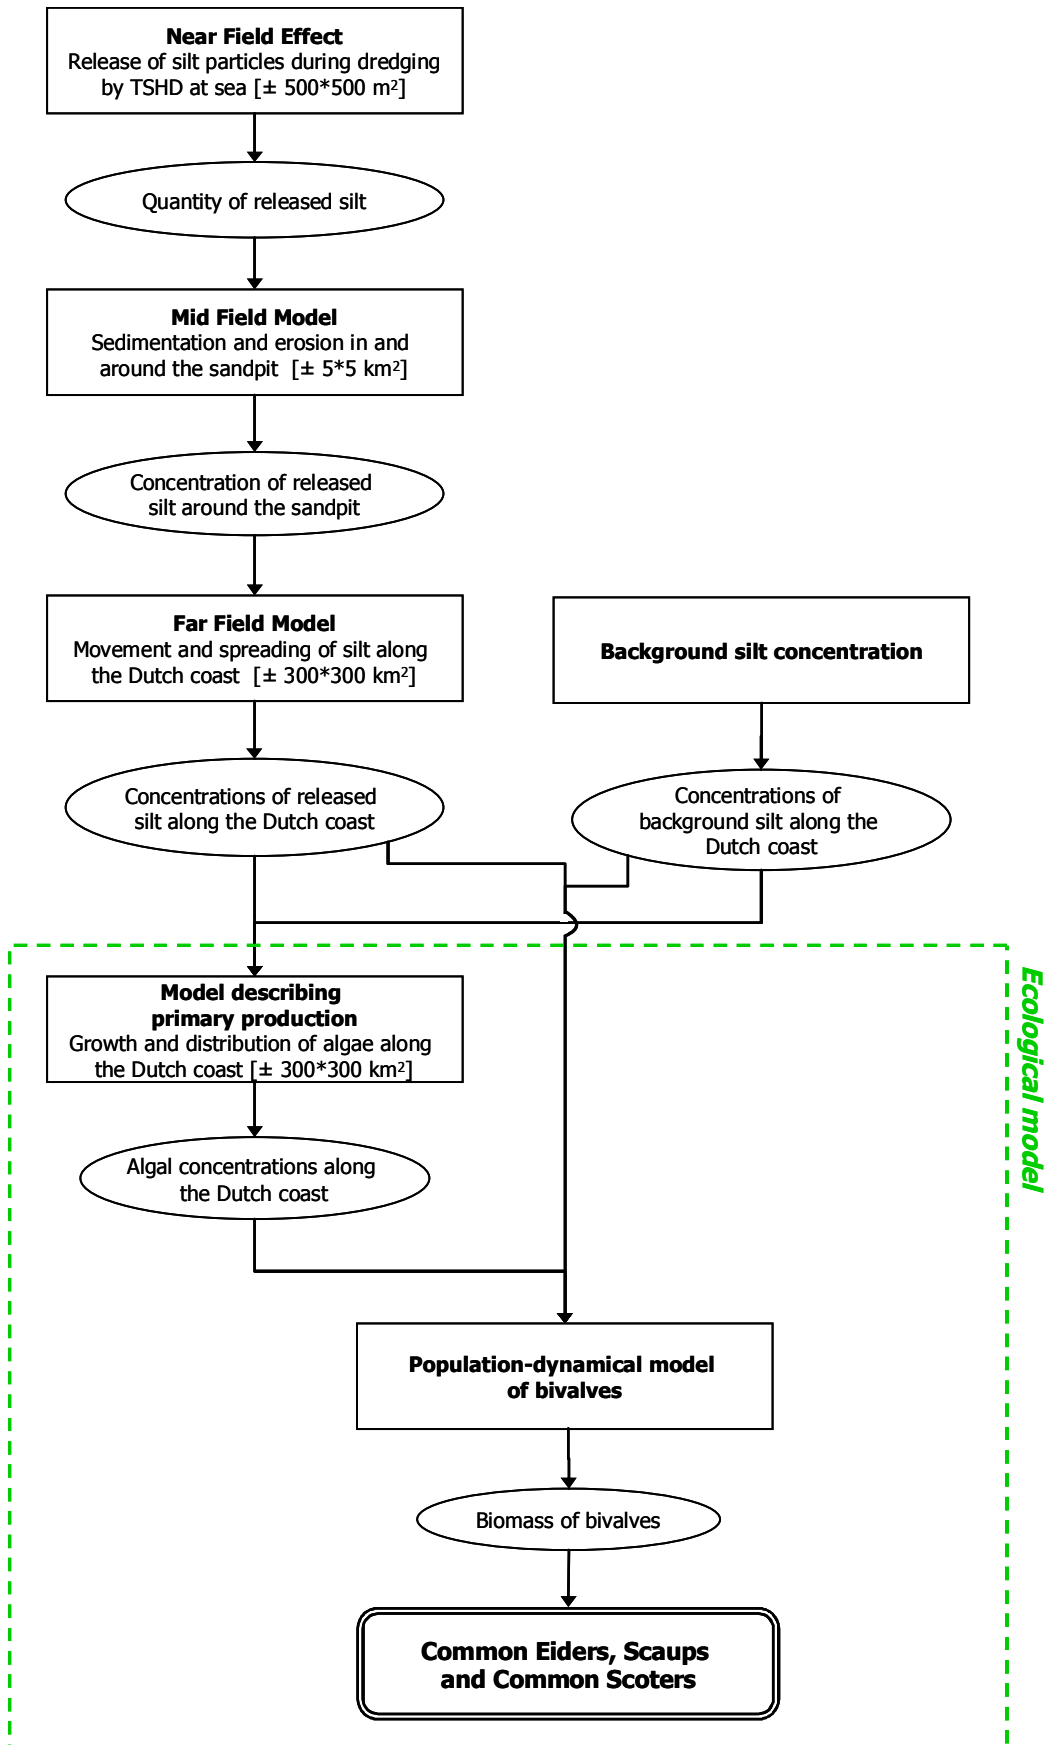 Near Field Effect
Release of silt particles during dredging
by TSHD at sea [± 500*500 m²]
Quantity of released silt
Mid Field Model
Sedimentation and erosion in and
around the sandpit [± 5*5 km²]
Concentration of released
silt around the sandpit
Far Field Model
Movement and spreading of silt along
the Dutch coast [± 300*300 km²]
Background silt concentration
Concentrations of released
silt along the Dutch coast
Concentrations of
background silt along the
Dutch coast
Ecological model
Model describing
primary production
Growth and distribution of algae along
the Dutch coast [± 300*300 km²]
Algal concentrations along
the Dutch coast
Population-dynamical model
of bivalves
Biomass of bivalves
Common Eiders, Scaups
and Common Scoters